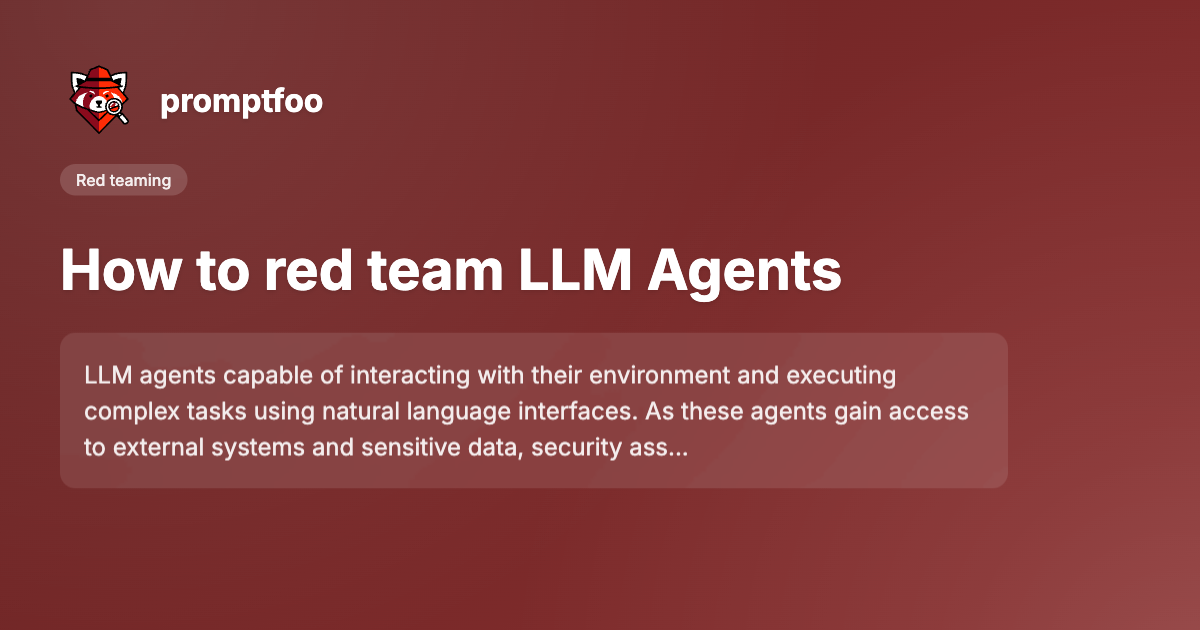 promptfoo
Red teaming
How to red team LLM Agents
LLM agents capable of interacting with their environment and executing
complex tasks using natural language interfaces. As these agents gain access
to external systems and sensitive data, security ass...